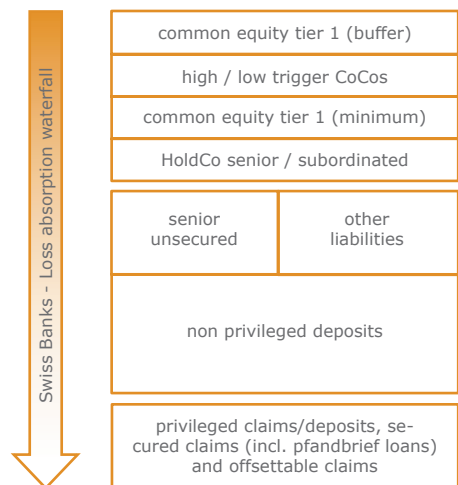 Swiss Banks - Loss absorption waterfall
common equity tier 1 (buffer)
high / low trigger CoCos
common equity tier 1 (minimum)
HoldCo senior / subordinated
senior
unsecured
other
liabilities
non privileged deposits
privileged claims/deposits, se-
cured claims (incl. pfandbrief loans)
and offsettable claims